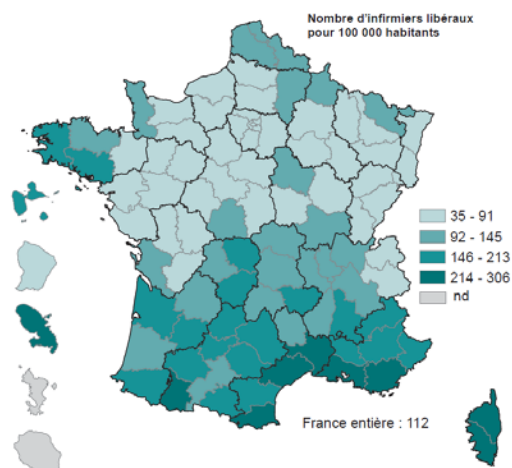 Nombre d'infirmiers libéraux
pour 100 000 habitants
35 - 91
92 - 145
146 - 213
214 - 306
nd
France entière : 112